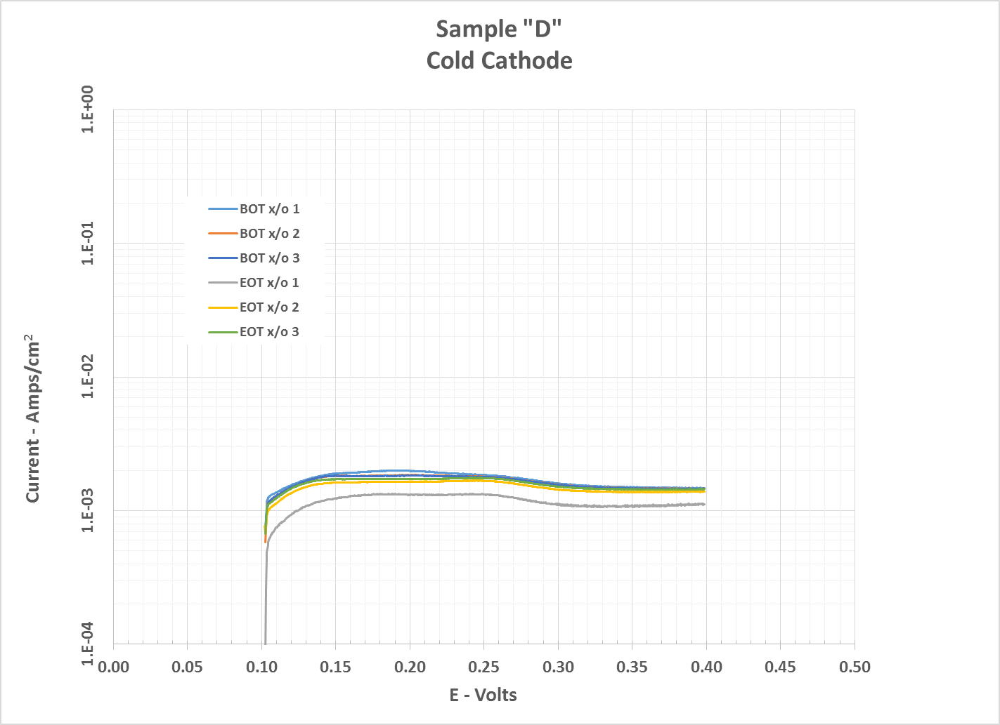 Sample "D"
Cold Cathode
1.E+00
1.E-01
1.E-02
1.E-03
1.E-04
Current - Amps/cm²
BOT x/o 1
BOT x/o 2
BOT x/o 3
EOT x/o 1
EOT x/o 2
EOT x/o 3
0.00 0.05 0.10 0.15 0.20 0.25 0.30 0.35 0.40 0.45 0.50
E - Volts